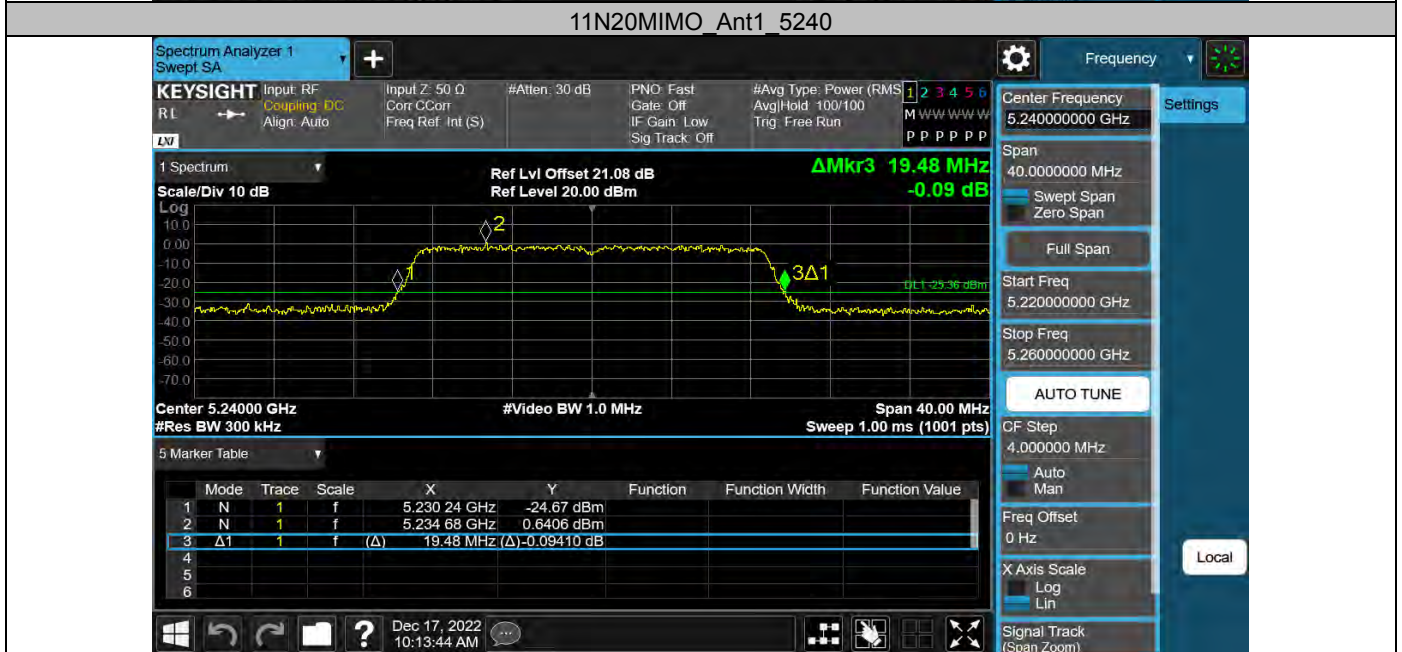 11N20MIMO_Ant1_5240
Spectrum Analyzer 1
Swept SA
Frequency
KEYSIGHT
RL
LXI
Input: RF
Coupling: DC
Align: Auto
Input Z: 50 Ω
Corr CCorr
Freq Ref: Int (S)
#Atten: 30 dB
PNO: Fast
Gate: Off
IF Gain: Low
Sig Track: Off
#Avg Type: Power (RMS
Avg|Hold: 100/100
Trig: Free Run
1 2 3 4 5 6
M W W W W W
P P P P P P
1 Spectrum
Scale/Div 10 dB
Log
Ref Lvl Offset 21.08 dB
Ref Level 20.00 dBm
ΔMkr3 19.48 MHz
-0.09 dB
10.0
0.00
-10.0
-20.0
-30.0
-40.0
-50.0
-60.0
-70.0
2
1
3Δ1
DL1 -25.36 dBm
Center 5.24000 GHz
#Video BW 1.0 MHz
Span 40.00 MHz
#Res BW 300 kHz
Sweep 1.00 ms (1001 pts)
5 Marker Table
Mode Trace Scale X Y Function Function Width Function Value
1 N 1 f 5.230 24 GHz -24.67 dBm
2 N 1 f 5.234 68 GHz 0.6406 dBm
3 Δ1 1 f (Δ) 19.48 MHz (Δ)-0.09410 dB
4
5
6
Dec 17, 2022
10:13:44 AM
Center Frequency
5.240000000 GHz
Settings
Span
40.0000000 MHz
Swept Span
Zero Span
Full Span
Start Freq
5.220000000 GHz
Stop Freq
5.260000000 GHz
AUTO TUNE
CF Step
4.000000 MHz
Auto
Man
Freq Offset
0 Hz
X Axis Scale
Log
Lin
Local
Signal Track
(Span Zoom)